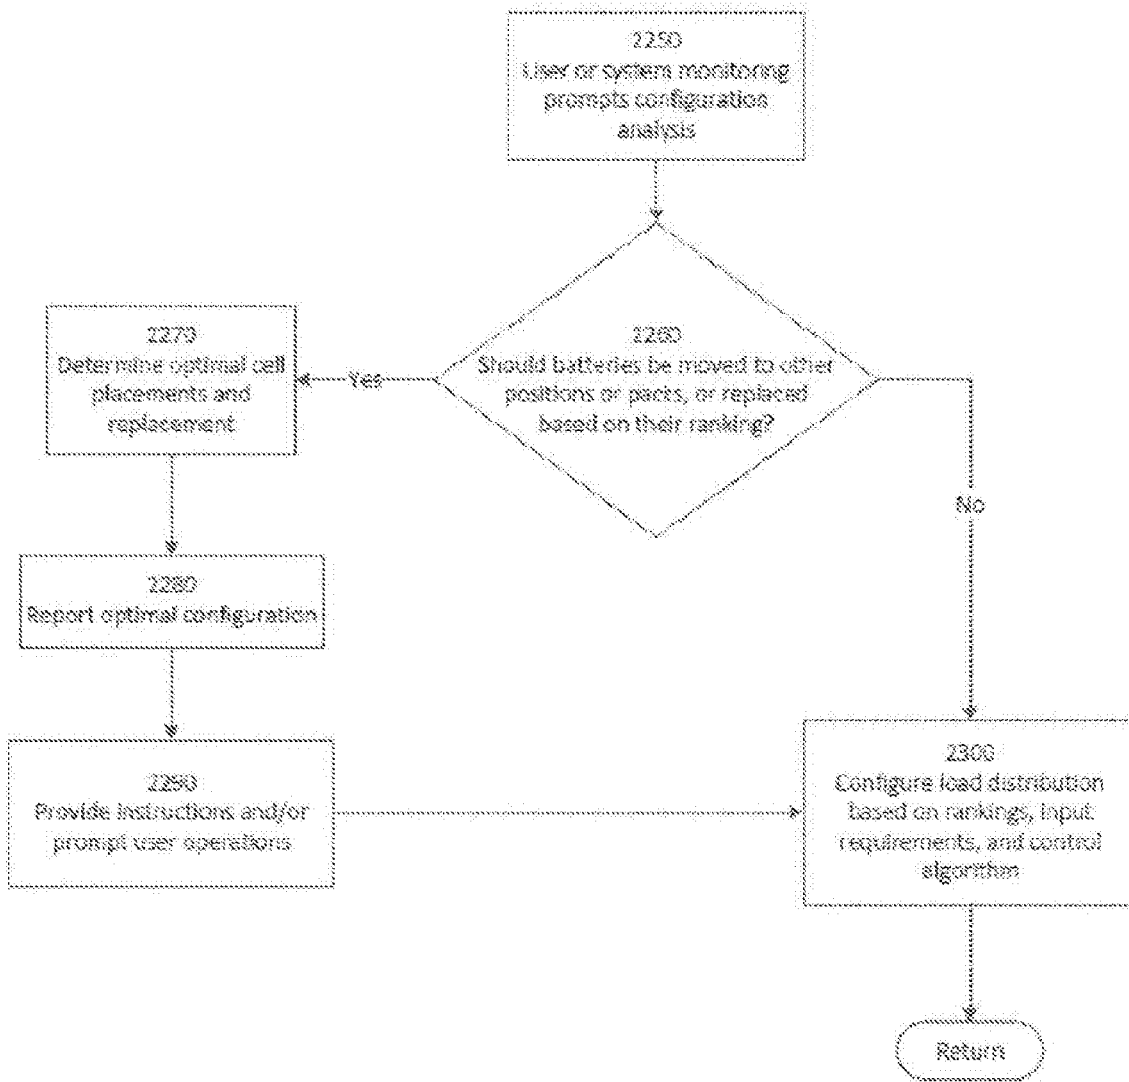 2250
User or system monitoring
prompts configuration
analysis
2260
Should batteries be moved to other
positions or packs, or replaced
based on their ranking?
Yes
No
2270
Determine optimal cell
placements and
replacement
2280
Report optimal configuration
2290
Provide instructions and/or
prompt user operations
2300
Configure load distribution
based on rankings, input
requirements, and control
algorithm
Return